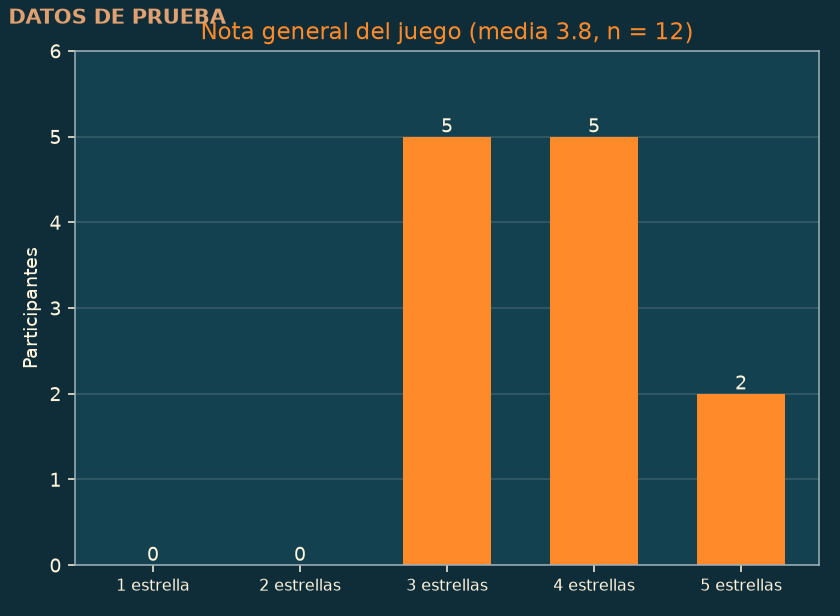 DATOS DE PRUEBA
Nota general del juego (media 3.8, n = 12)
Participantes
6
5
4
3
2
1
0
0
0
5
5
2
1 estrella
2 estrellas
3 estrellas
4 estrellas
5 estrellas